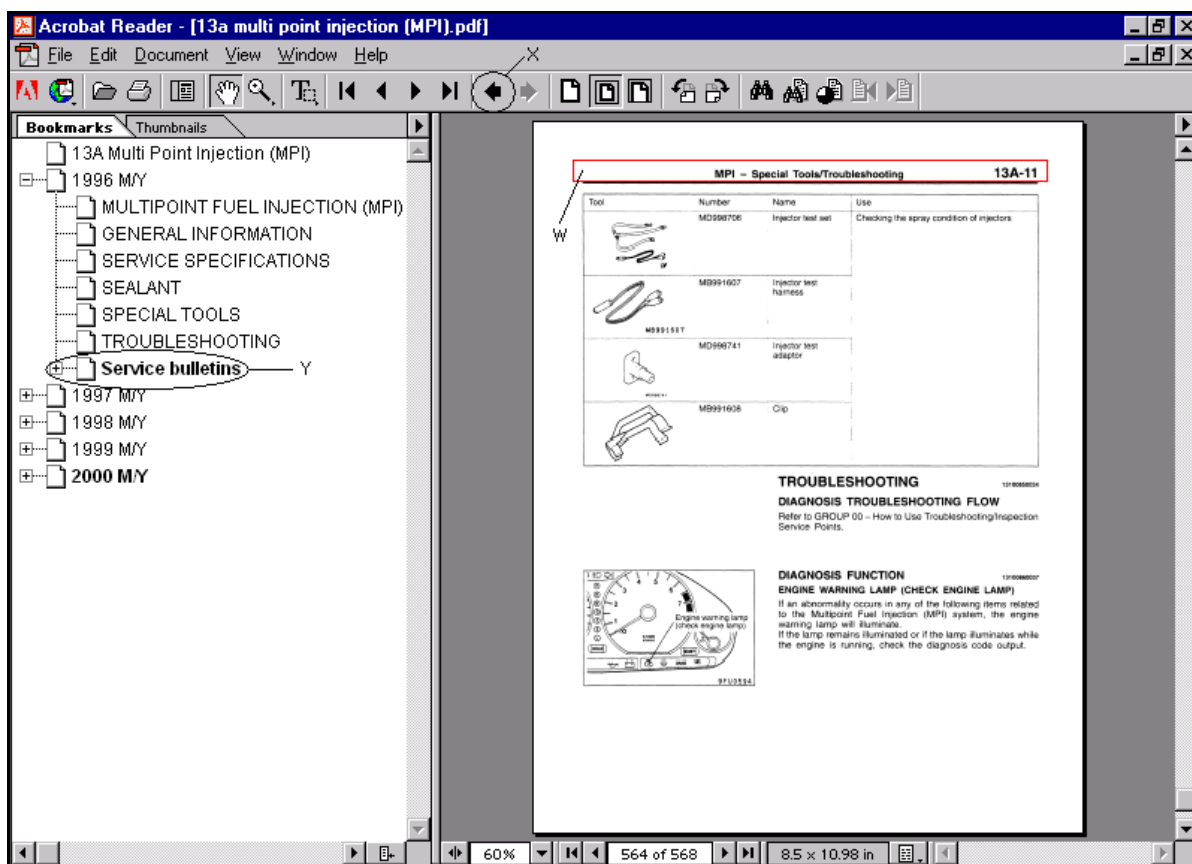 Acrobat Reader - [13a multi point injection (MPI).pdf]
File Edit Document View Window Help
X
Bookmarks Thumbnails
13A Multi Point Injection (MPI)
1996 M/Y
MULTIPOINT FUEL INJECTION (MPI)
GENERAL INFORMATION
SERVICE SPECIFICATIONS
SEALANT
SPECIAL TOOLS
TROUBLESHOOTING
Service bulletins
Y
1997 M/Y
1998 M/Y
1999 M/Y
2000 M/Y
MPI – Special Tools/Troubleshooting 13A-11
W
Tool Number Name Use
MD998706 Injector test set Checking the spray condition of injectors
MB991607 Injector test
harness
MB991607
MD998741 Injector test
adaptor
MB991608 Clip
TROUBLESHOOTING
DIAGNOSIS TROUBLESHOOTING FLOW
Refer to GROUP 00 – How to Use Troubleshooting/Inspection
Service Points.
DIAGNOSIS FUNCTION
ENGINE WARNING LAMP (CHECK ENGINE LAMP)
If an abnormality occurs in any of the following items related
to the Multipoint Fuel Injection (MPI) system, the engine
warning lamp will illuminate.
If the lamp remains illuminated or if the lamp illuminates while
the engine is running, check the diagnosis code output.
Engine warning lamp
(check engine lamp)
9FU0594
60% 564 of 568 8.5 x 10.98 in